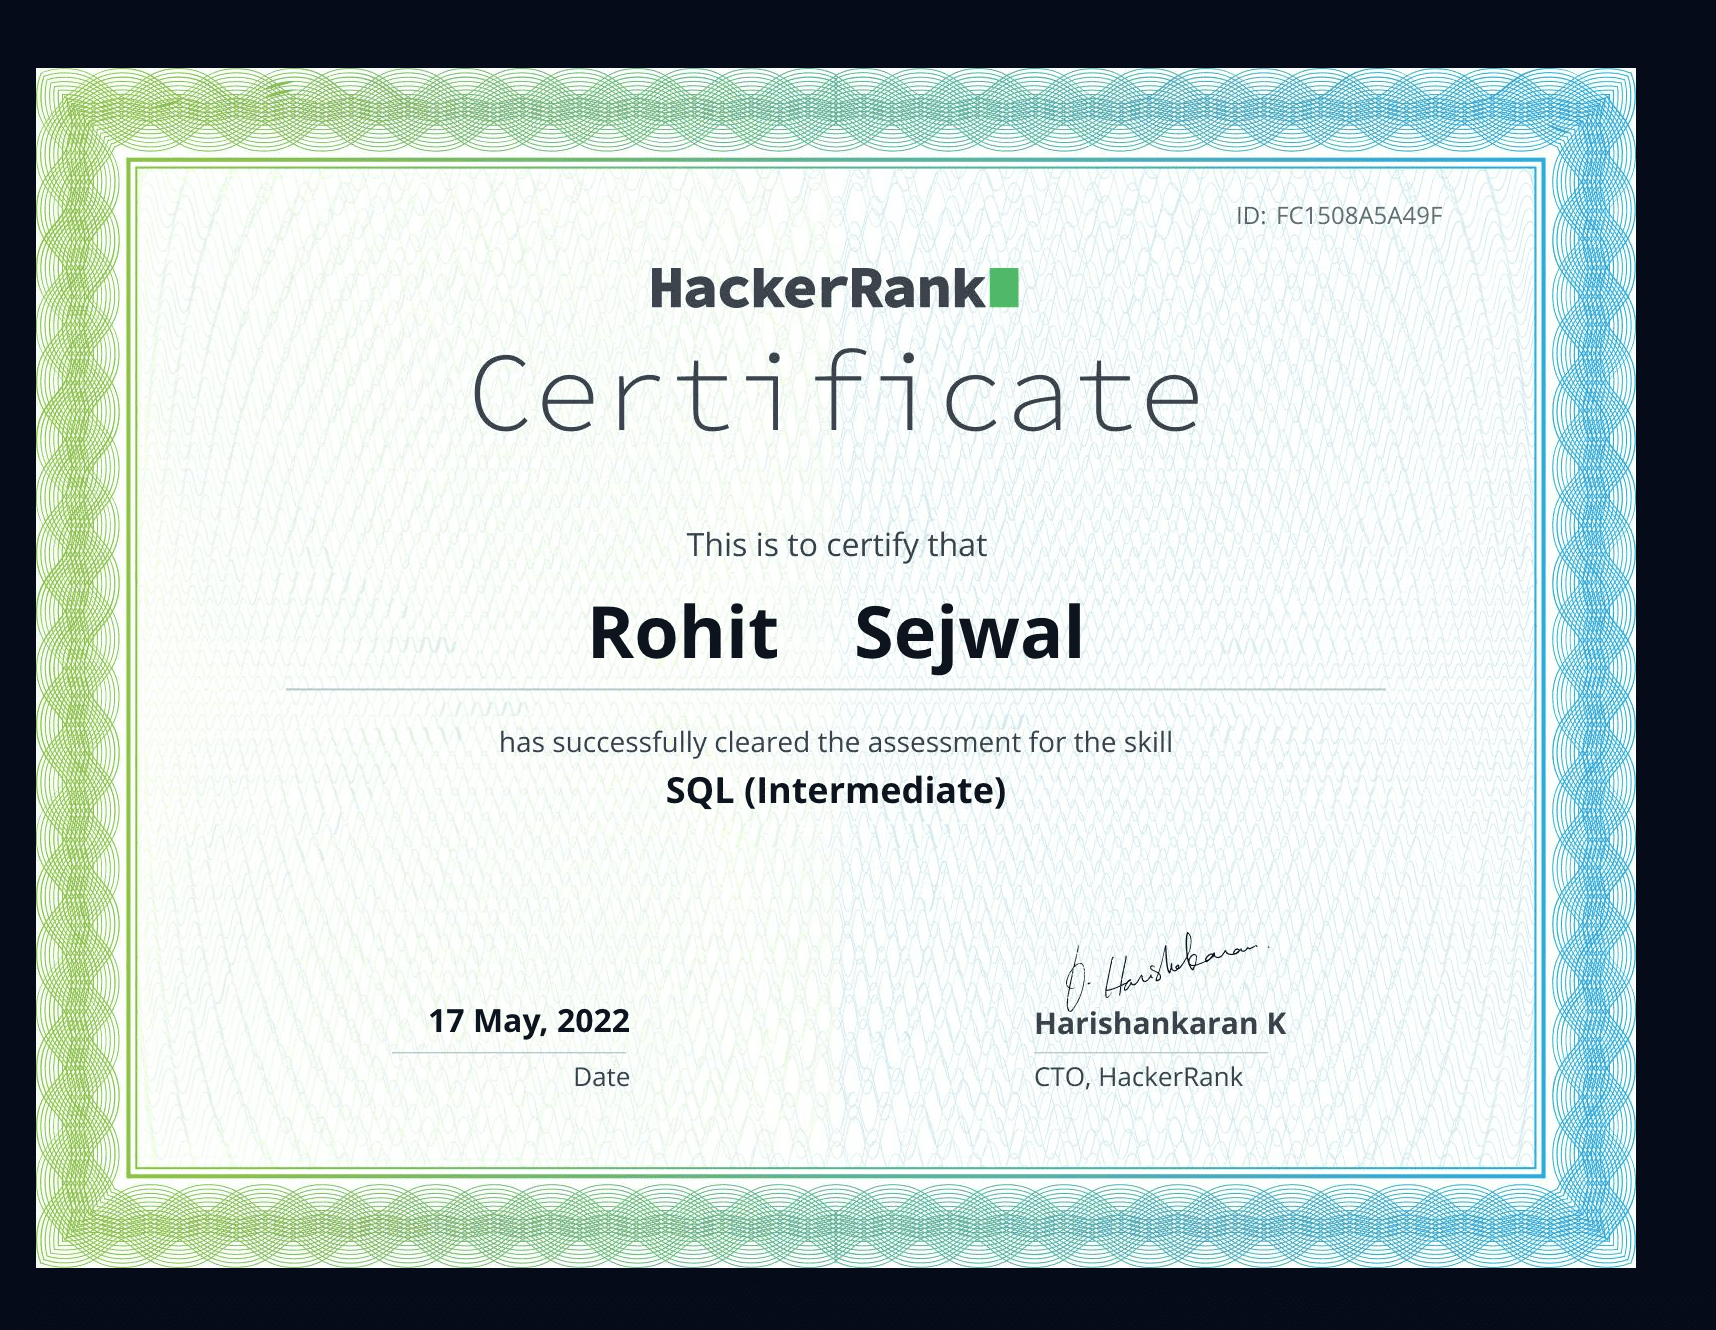 ID: FC1508A5A49F
HackerRank
Certificate
This is to certify that
Rohit Sejwal
has successfully cleared the assessment for the skill
SQL (Intermediate)
17 May, 2022
Date
O. Harishankaran.
Harishankaran K
CTO, HackerRank